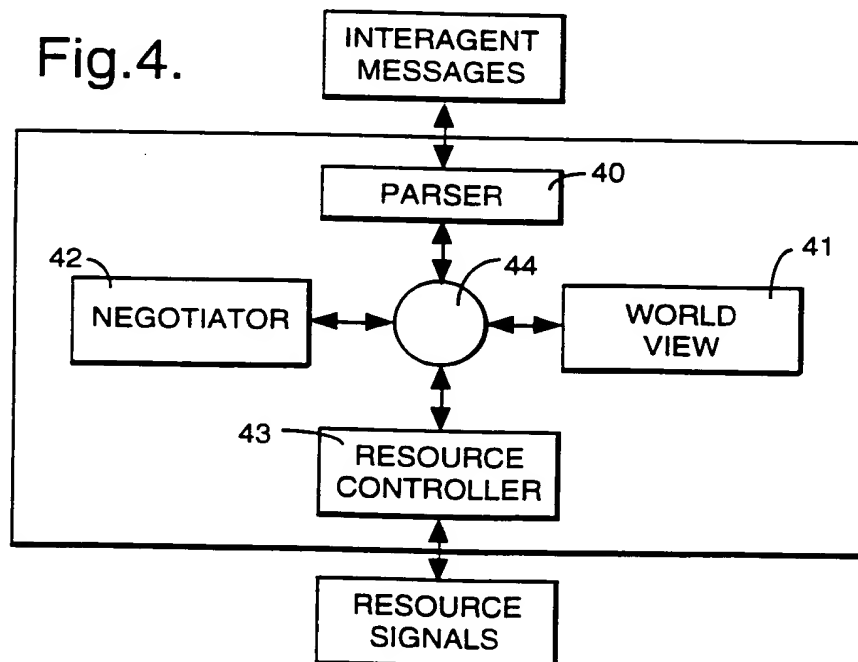 Fig.4.
INTERAGENT
MESSAGES
PARSER
40
42
44
41
NEGOTIATOR
WORLD
VIEW
43
RESOURCE
CONTROLLER
RESOURCE
SIGNALS